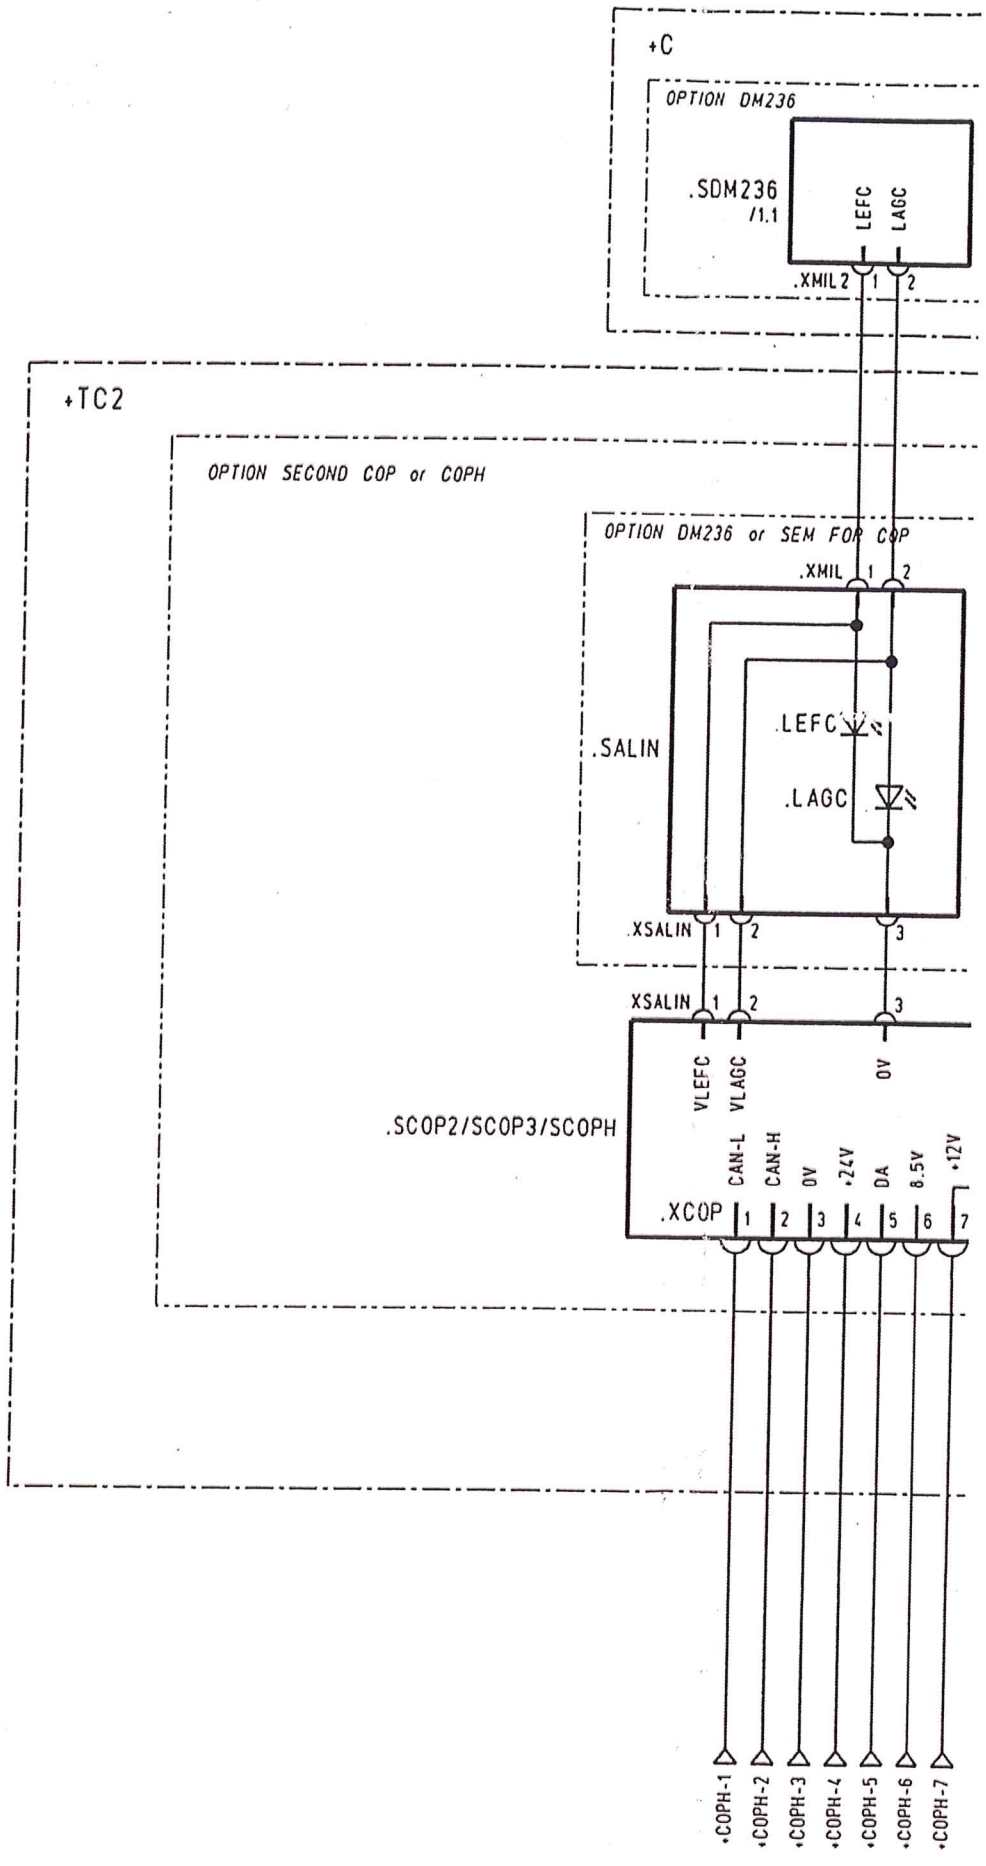 +C
OPTION DM236
.SDM236
/1.1
LEFC
LAGC
.XMIL2 1 2
+TC2
OPTION SECOND COP or COPH
OPTION DM236 or SEM FOR COP
.XMIL 1 2
.LEFC
.SALIN
.LAGC
.XSALIN 1 2 3
XSALIN 1 2 3
VLEFC
VLAGC
0V
.SCOP2/SCOP3/SCOPH
CAN-L
CAN-H
0V
+24V
DA
8.5V
+12V
.XCOP 1 2 3 4 5 6 7
+COPH-1
+COPH-2
+COPH-3
+COPH-4
+COPH-5
+COPH-6
+COPH-7